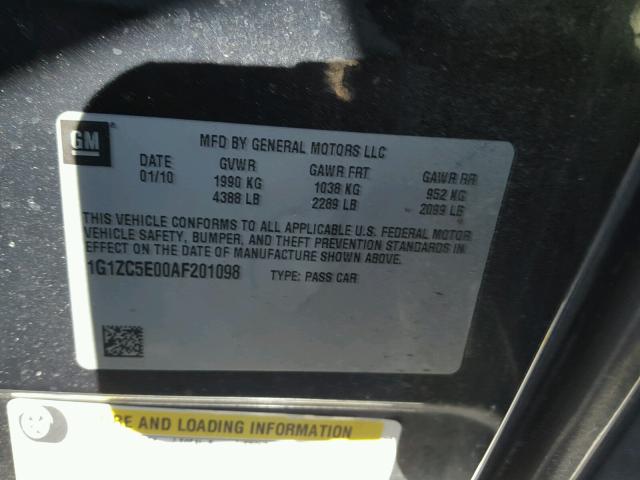 GM
MFD BY GENERAL MOTORS LLC
DATE GVWR GAWR FRT GAWR RR
01/10 1990 KG 1038 KG 952 KG
4388 LB 2289 LB 2099 LB
THIS VEHICLE CONFORMS TO ALL APPLICABLE U.S. FEDERAL MOTOR
VEHICLE SAFETY, BUMPER, AND THEFT PREVENTION STANDARDS IN
EFFECT ON THE DATE OF MANUFACTURE SHOWN ABOVE.
1G1ZC5E00AF201098 TYPE: PASS CAR
AND LOADING INFORMATION